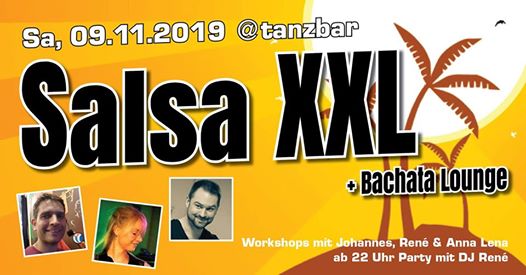 Sa, 09.11.2019 @tanzbar
Salsa XXL
+ Bachata Lounge
Workshops mit Johannes, René & Anna Lena
ab 22 Uhr Party mit DJ René